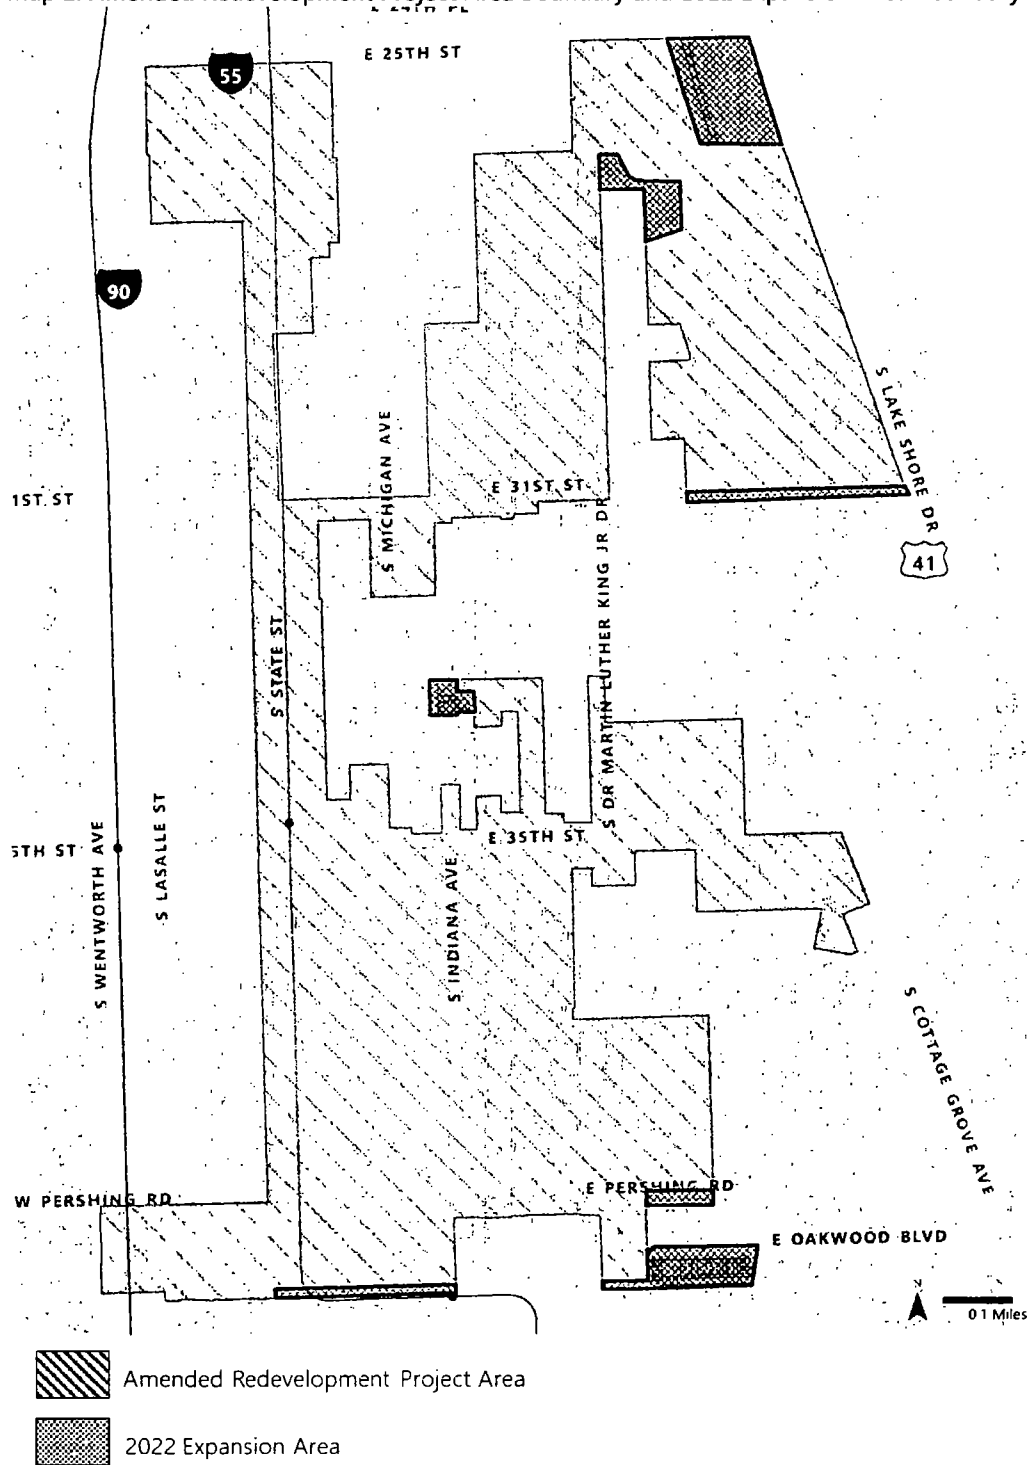 E 25TH ST
55
90
S LAKE SHORE DR
S MICHIGAN AVE
E 31ST ST
1ST ST
41
S DR MARTIN LUTHER KING JR DR
S STATE ST
E 35TH ST
5TH ST
S WENTWORTH AVE
S LASALLE ST
S INDIANA AVE
S COTTAGE GROVE AVE
E PERSHING RD
W PERSHING RD
E OAKWOOD BLVD
0 1 Miles
Amended Redevelopment Project Area
2022 Expansion Area